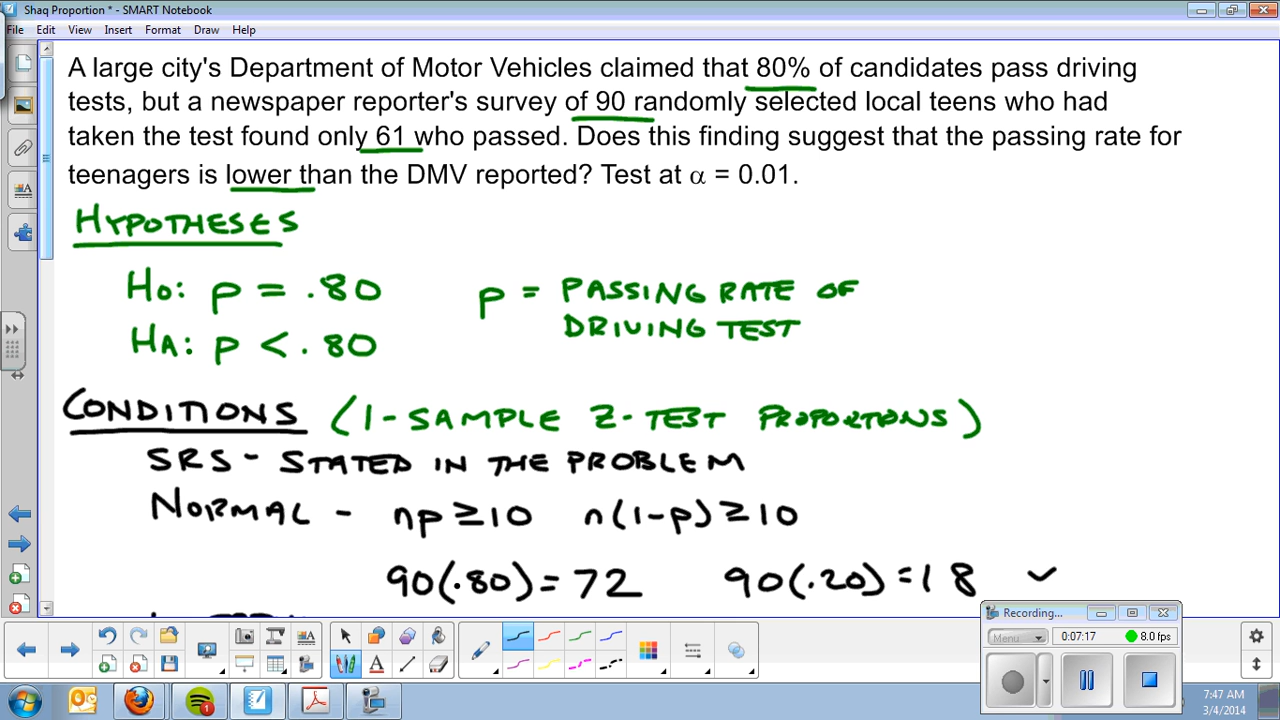 Shaq Proportion * - SMART Notebook
File Edit View Insert Format Draw Help
A large city's Department of Motor Vehicles claimed that 80% of candidates pass driving
tests, but a newspaper reporter's survey of 90 randomly selected local teens who had
taken the test found only 61 who passed. Does this finding suggest that the passing rate for
teenagers is lower than the DMV reported? Test at α = 0.01.
HYPOTHESES
Ho: p = .80
HA: p < .80
p = PASSING RATE OF
DRIVING TEST
CONDITIONS (1-SAMPLE Z-TEST PROPORTIONS)
SRS - STATED IN THE PROBLEM
NORMAL - np ≥ 10 n(1-p) ≥ 10
90(.80) = 72 90(.20) = 18 ✓
Recording...
Menu 0:07:17 8.0 fps
7:47 AM
3/4/2014